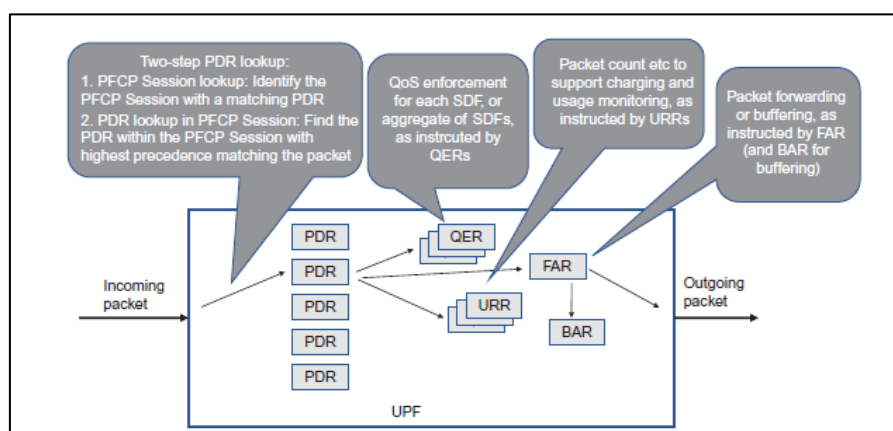 Two-step PDR lookup:
1. PFCP Session lookup: Identify the
PFCP Session with a matching PDR
2. PDR lookup in PFCP Session: Find the
PDR within the PFCP Session with
highest precedence matching the packet
QoS enforcement
for each SDF, or
aggregate of SDFs,
as instrcuted by
QERs
Packet count etc to
support charging and
usage monitoring, as
instructed by URRs
Packet forwarding
or buffering, as
instructed by FAR
(and BAR for
buffering)
Incoming
packet
PDR
PDR
PDR
PDR
PDR
QER
URR
FAR
BAR
Outgoing
packet
UPF